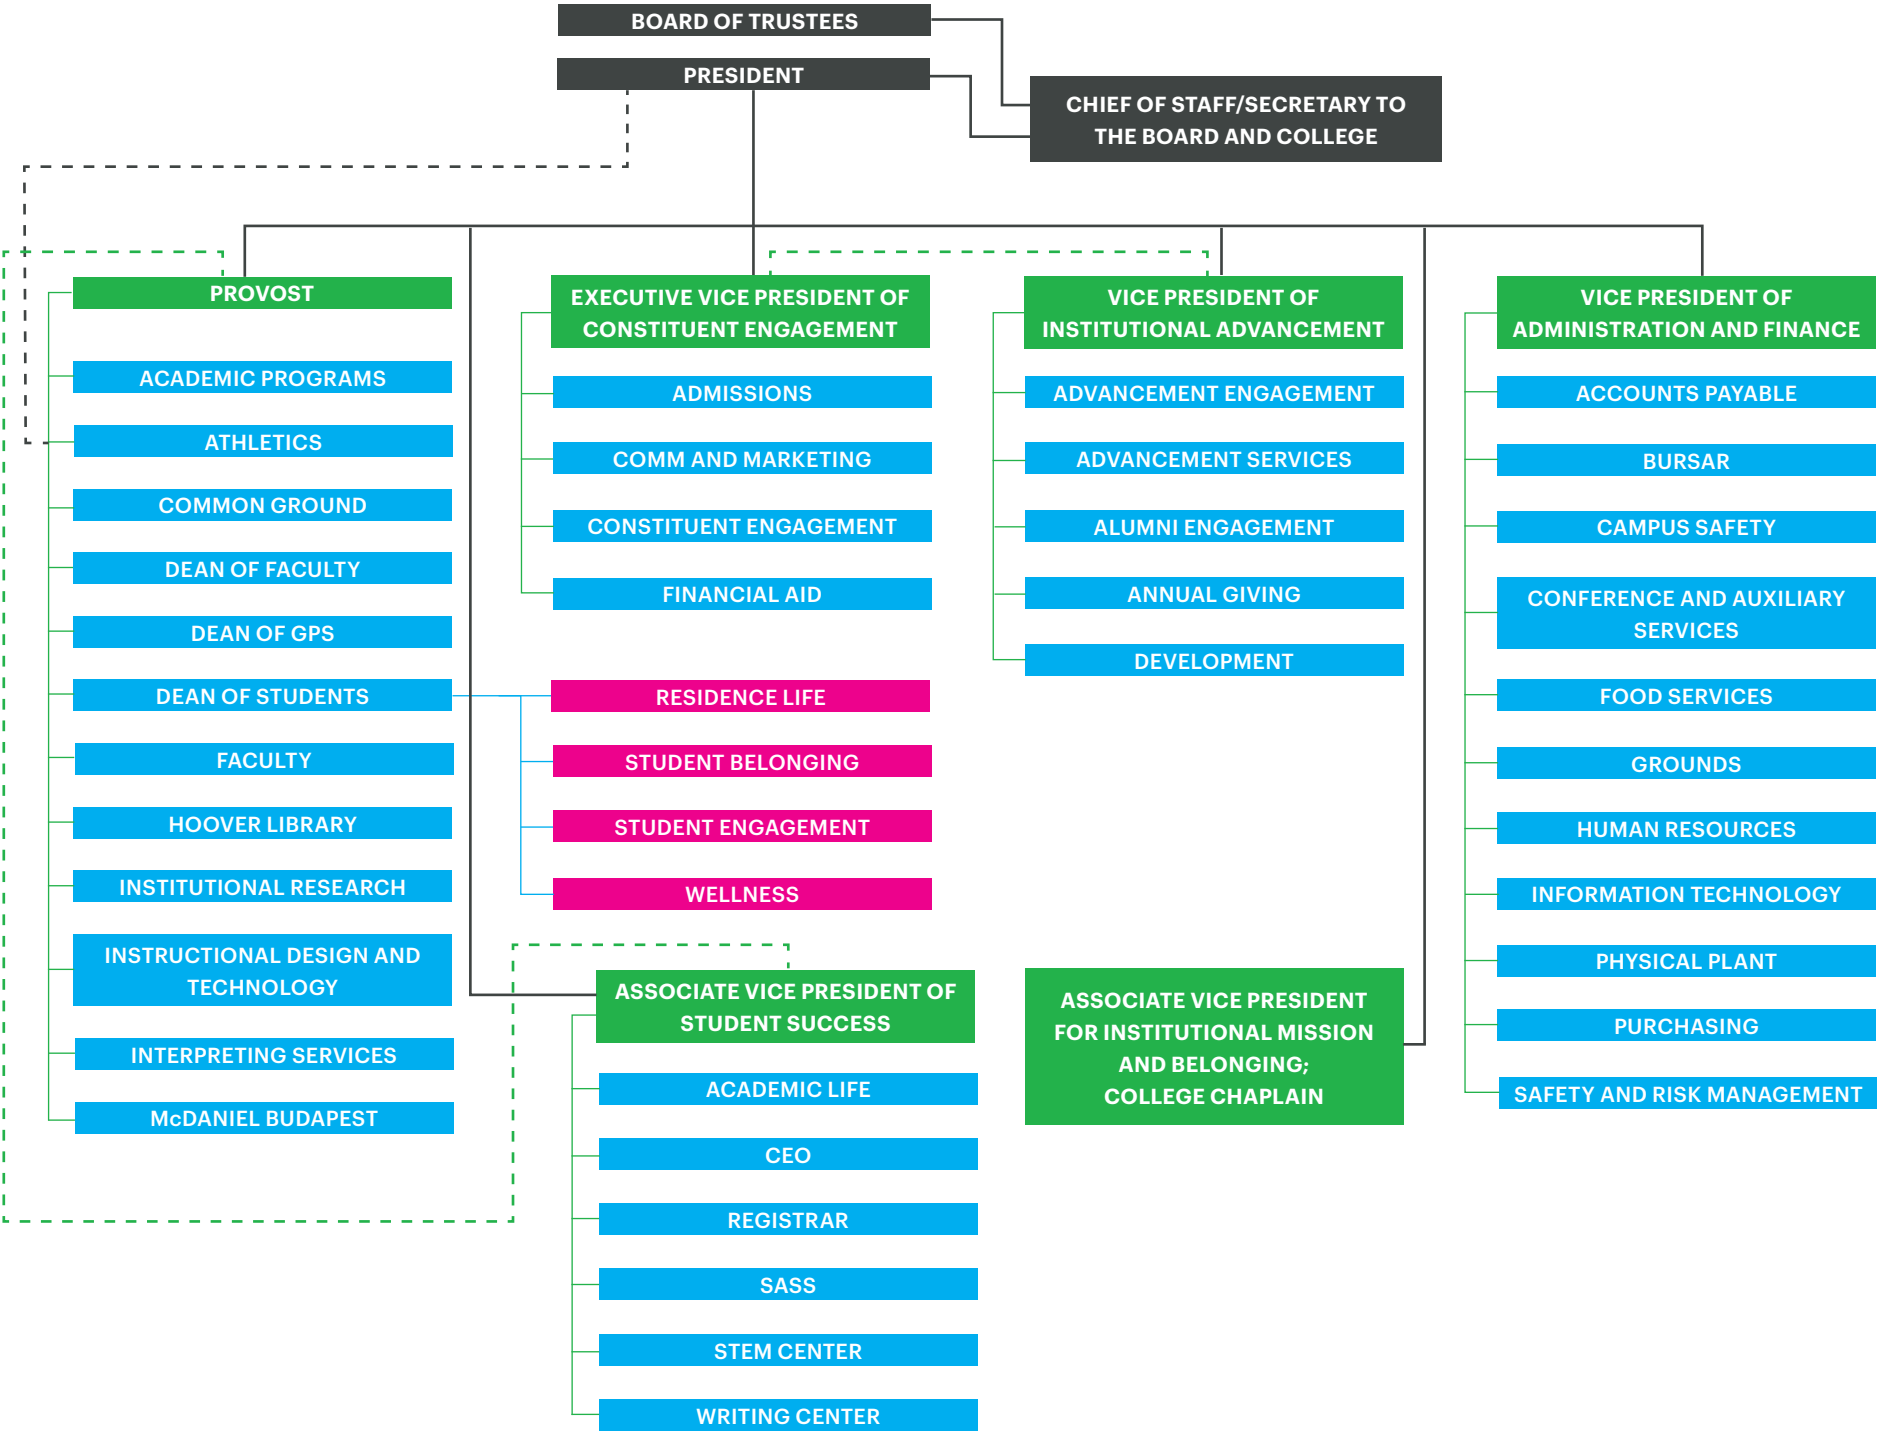 BOARD OF TRUSTEES
PRESIDENT
CHIEF OF STAFF/SECRETARY TO
THE BOARD AND COLLEGE
PROVOST
ACADEMIC PROGRAMS
ATHLETICS
COMMON GROUND
DEAN OF FACULTY
DEAN OF GPS
DEAN OF STUDENTS
FACULTY
HOOVER LIBRARY
INSTITUTIONAL RESEARCH
INSTRUCTIONAL DESIGN AND
TECHNOLOGY
INTERPRETING SERVICES
McDANIEL BUDAPEST
EXECUTIVE VICE PRESIDENT OF
CONSTITUENT ENGAGEMENT
ADMISSIONS
COMM AND MARKETING
CONSTITUENT ENGAGEMENT
FINANCIAL AID
RESIDENCE LIFE
STUDENT BELONGING
STUDENT ENGAGEMENT
WELLNESS
ASSOCIATE VICE PRESIDENT OF
STUDENT SUCCESS
ACADEMIC LIFE
CEO
REGISTRAR
SASS
STEM CENTER
WRITING CENTER
VICE PRESIDENT OF
INSTITUTIONAL ADVANCEMENT
ADVANCEMENT ENGAGEMENT
ADVANCEMENT SERVICES
ALUMNI ENGAGEMENT
ANNUAL GIVING
DEVELOPMENT
ASSOCIATE VICE PRESIDENT
FOR INSTITUTIONAL MISSION
AND BELONGING;
COLLEGE CHAPLAIN
VICE PRESIDENT OF
ADMINISTRATION AND FINANCE
ACCOUNTS PAYABLE
BURSAR
CAMPUS SAFETY
CONFERENCE AND AUXILIARY
SERVICES
FOOD SERVICES
GROUNDS
HUMAN RESOURCES
INFORMATION TECHNOLOGY
PHYSICAL PLANT
PURCHASING
SAFETY AND RISK MANAGEMENT